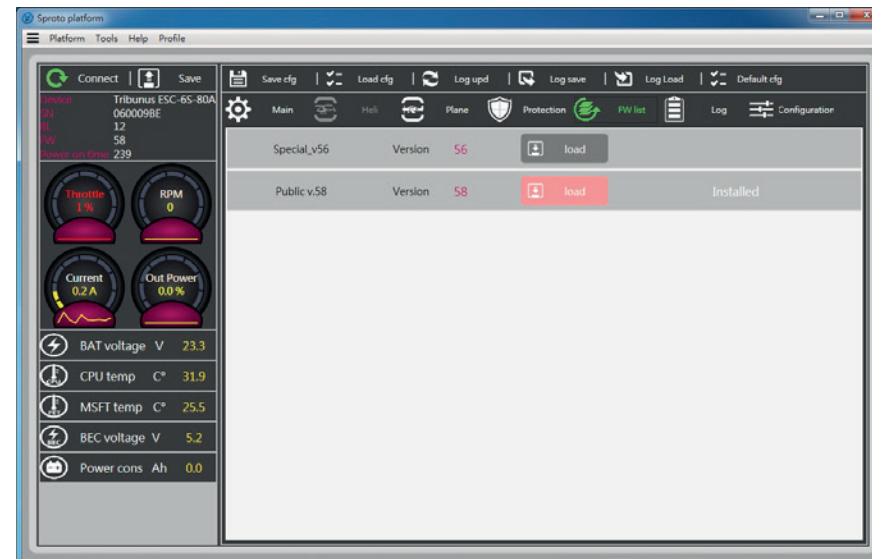 Sproto platform
Platform Tools Help Profile
Connect | Save
Save cfg | Load cfg | Log upd | Log save | Log Load | Default cfg
Device Tribunus ESC-6S-80A
SN 060009BE
BL 12
FW 58
Power on time 239
Main Heli Plane Protection FW list Log Configuration
Special_v56 Version 56 load
Public v.58 Version 58 load Installed
Throttle
1 %
RPM
0
Current
0.2 A
Out Power
0.0 %
BAT voltage V 23.3
CPU temp C° 31.9
MSFT temp C° 25.5
BEC voltage V 5.2
Power cons Ah 0.0